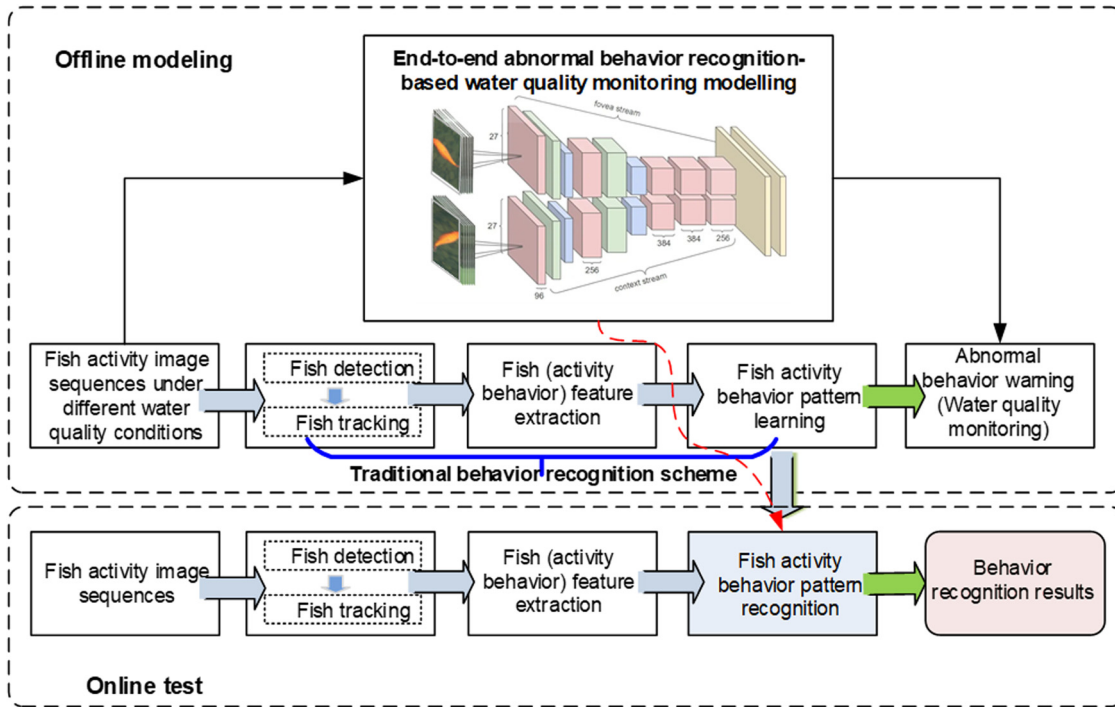 Offline modeling
End-to-end abnormal behavior recognition-
based water quality monitoring modelling
fovea stream
27
27
384
384
256
256
96
context stream
Fish activity image
sequences under
different water
quality conditions
Fish detection
Fish tracking
Fish (activity
behavior) feature
extraction
Fish activity
behavior pattern
learning
Abnormal
behavior warning
(Water quality
monitoring)
Traditional behavior recognition scheme
Fish activity image
sequences
Fish detection
Fish tracking
Fish (activity
behavior) feature
extraction
Fish activity
behavior pattern
recognition
Behavior
recognition results
Online test